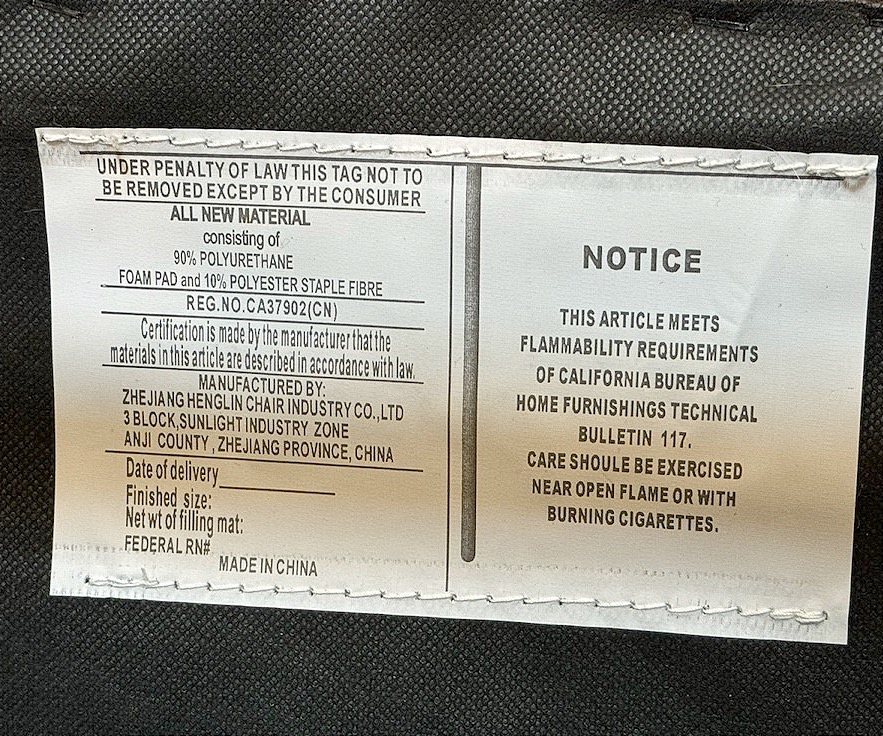 UNDER PENALTY OF LAW THIS TAG NOT TO
BE REMOVED EXCEPT BY THE CONSUMER
ALL NEW MATERIAL
consisting of
90% POLYURETHANE
FOAM PAD and 10% POLYESTER STAPLE FIBRE
REG.NO.CA37902(CN)
Certification is made by the manufacturer that the
materials in this article are described in accordance with law.
MANUFACTURED BY:
ZHEJIANG HENGLIN CHAIR INDUSTRY CO.,LTD
3 BLOCK,SUNLIGHT INDUSTRY ZONE
ANJI COUNTY , ZHEJIANG PROVINCE, CHINA
Date of delivery
Finished size:
Net wt of filling mat:
FEDERAL RN#
MADE IN CHINA
NOTICE
THIS ARTICLE MEETS
FLAMMABILITY REQUIREMENTS
OF CALIFORNIA BUREAU OF
HOME FURNISHINGS TECHNICAL
BULLETIN 117.
CARE SHOULE BE EXERCISED
NEAR OPEN FLAME OR WITH
BURNING CIGARETTES.